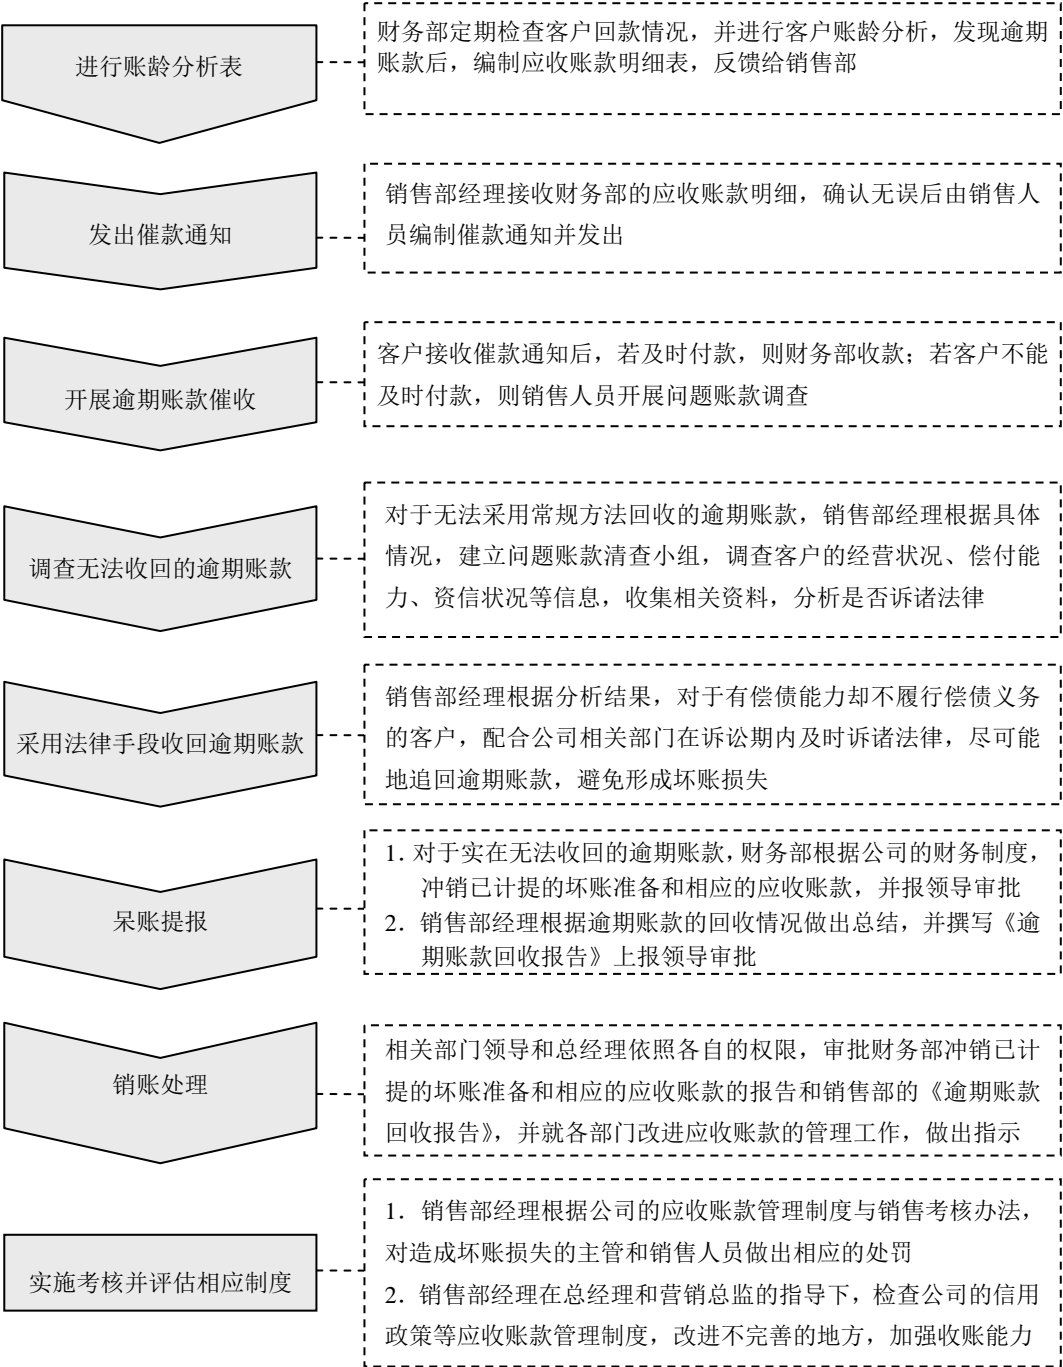 进行账龄分析表
财务部定期检查客户回款情况，并进行客户账龄分析，发现逾期
账款后，编制应收账款明细表，反馈给销售部
发出催款通知
销售部经理接收财务部的应收账款明细，确认无误后由销售人
员编制催款通知并发出
开展逾期账款催收
客户接收催款通知后，若及时付款，则财务部收款；若客户不能
及时付款，则销售人员开展问题账款调查
调查无法收回的逾期账款
对于无法采用常规方法回收的逾期账款，销售部经理根据具体
情况，建立问题账款清查小组，调查客户的经营状况、偿付能
力、资信状况等信息，收集相关资料，分析是否诉诸法律
采用法律手段收回逾期账款
销售部经理根据分析结果，对于有偿债能力却不履行偿债义务
的客户，配合公司相关部门在诉讼期内及时诉诸法律，尽可能
地追回逾期账款，避免形成坏账损失
呆账提报
1. 对于实在无法收回的逾期账款，财务部根据公司的财务制度，
冲销已计提的坏账准备和相应的应收账款，并报领导审批
2．销售部经理根据逾期账款的回收情况做出总结，并撰写《逾
期账款回收报告》上报领导审批
销账处理
相关部门领导和总经理依照各自的权限，审批财务部冲销已计
提的坏账准备和相应的应收账款的报告和销售部的《逾期账款
回收报告》，并就各部门改进应收账款的管理工作，做出指示
实施考核并评估相应制度
1．销售部经理根据公司的应收账款管理制度与销售考核办法，
对造成坏账损失的主管和销售人员做出相应的处罚
2．销售部经理在总经理和营销总监的指导下，检查公司的信用
政策等应收账款管理制度，改进不完善的地方，加强收账能力